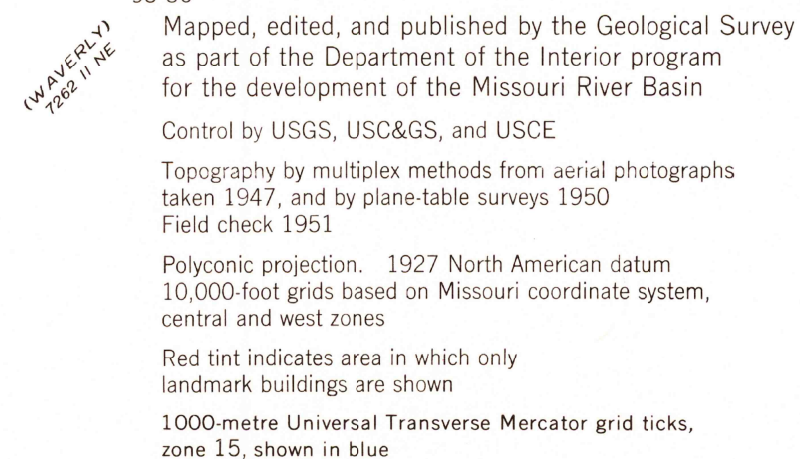 (WAVERLY)
7262 II NE
Mapped, edited, and published by the Geological Survey
as part of the Department of the Interior program
for the development of the Missouri River Basin
Control by USGS, USC&GS, and USCE
Topography by multiplex methods from aerial photographs
taken 1947, and by plane-table surveys 1950
Field check 1951
Polyconic projection. 1927 North American datum
10,000-foot grids based on Missouri coordinate system,
central and west zones
Red tint indicates area in which only
landmark buildings are shown
1000-metre Universal Transverse Mercator grid ticks,
zone 15, shown in blue